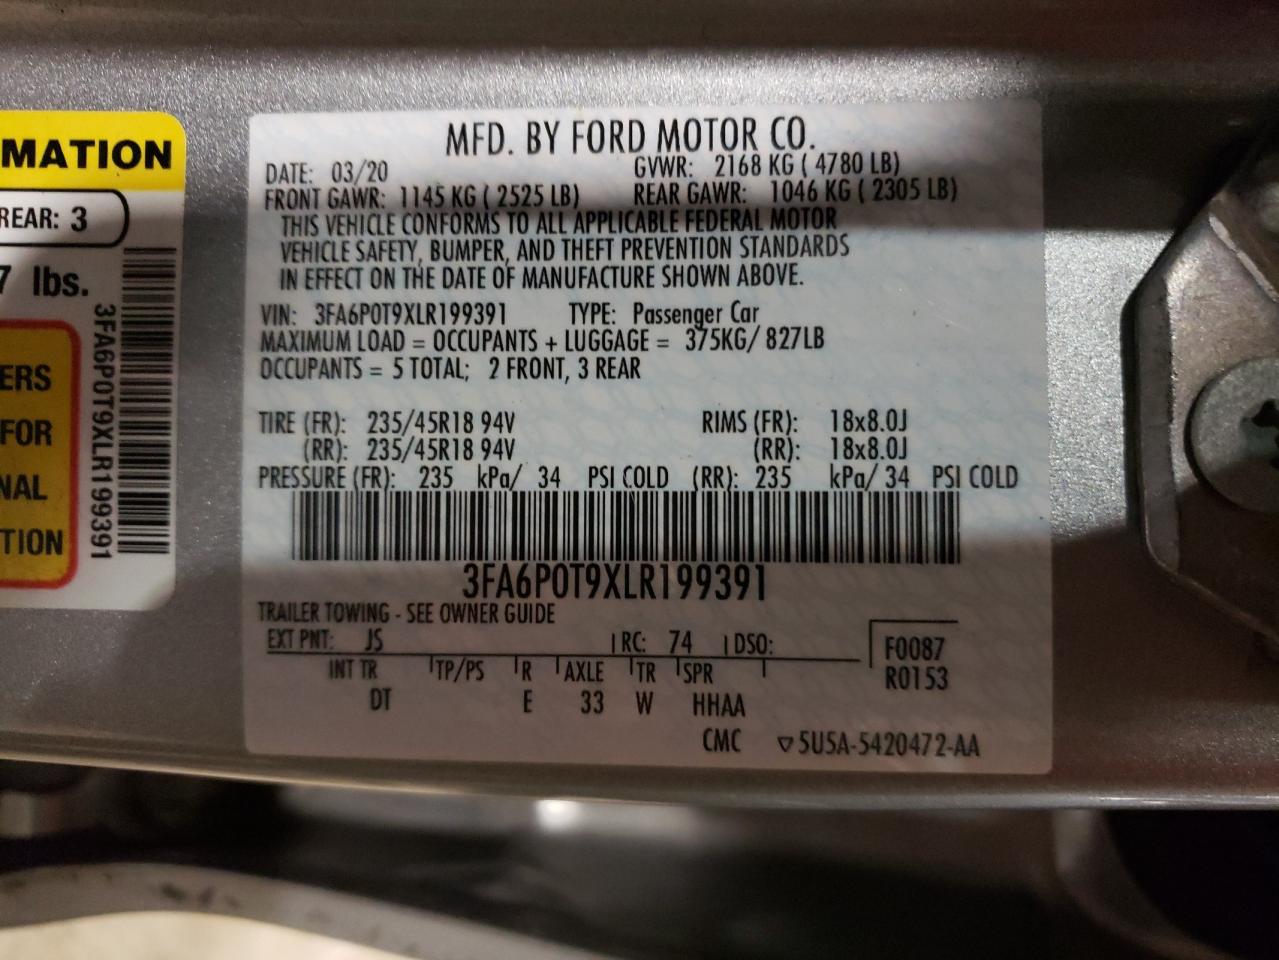 MATION
REAR: 3
7 lbs.
3FA6P0T9XLR199391
ERS
FOR
NAL
TION
MFD. BY FORD MOTOR CO.
DATE: 03/20 GVWR: 2168 KG ( 4780 LB)
FRONT GAWR: 1145 KG ( 2525 LB) REAR GAWR: 1046 KG ( 2305 LB)
THIS VEHICLE CONFORMS TO ALL APPLICABLE FEDERAL MOTOR
VEHICLE SAFETY, BUMPER, AND THEFT PREVENTION STANDARDS
IN EFFECT ON THE DATE OF MANUFACTURE SHOWN ABOVE.
VIN: 3FA6P0T9XLR199391 TYPE: Passenger Car
MAXIMUM LOAD = OCCUPANTS + LUGGAGE = 375KG/ 827LB
OCCUPANTS = 5 TOTAL; 2 FRONT, 3 REAR
TIRE (FR): 235/45R18 94V RIMS (FR): 18x8.0J
(RR): 235/45R18 94V (RR): 18x8.0J
PRESSURE (FR): 235 kPa/ 34 PSI COLD (RR): 235 kPa/ 34 PSI COLD
3FA6P0T9XLR199391
TRAILER TOWING - SEE OWNER GUIDE
EXT PNT: JS RC: 74 DSO: F0087
INT TR TP/PS R AXLE TR SPR R0153
DT E 33 W HHAA
CMC ▽5U5A-5420472-AA